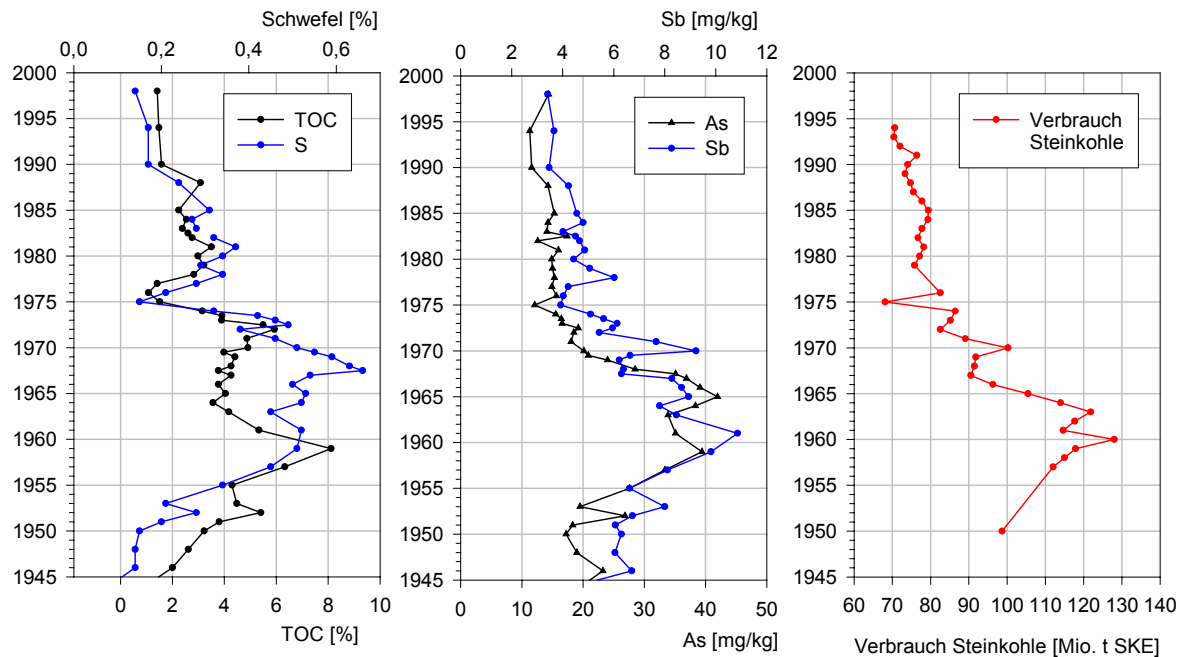 Schwefel [%]
0,0 0,2 0,4 0,6
2000
1995
1990
1985
1980
1975
1970
1965
1960
1955
1950
1945
TOC
S
0 2 4 6 8 10
TOC [%]
Sb [mg/kg]
0 2 4 6 8 10 12
2000
1995
1990
1985
1980
1975
1970
1965
1960
1955
1950
1945
As
Sb
0 10 20 30 40 50
As [mg/kg]
2000
1995
1990
1985
1980
1975
1970
1965
1960
1955
1950
1945
Verbrauch
Steinkohle
60 70 80 90 100 110 120 130 140
Verbrauch Steinkohle [Mio. t SKE]